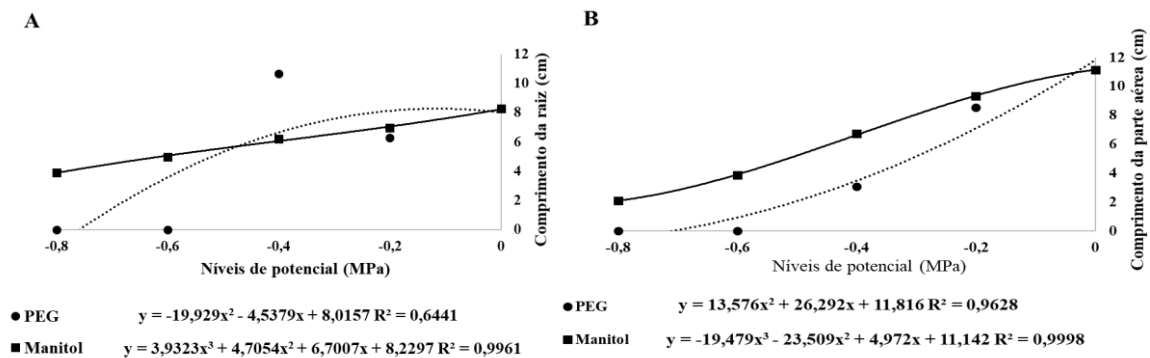 A
12
10
8
6
4
2
0
Comprimento da raiz (cm)
-0,8 -0,6 -0,4 -0,2 0
Níveis de potencial (MPa)
PEG y = -19,929x² - 4,5379x + 8,0157 R² = 0,6441
Manitol y = 3,9323x³ + 4,7054x² + 6,7007x + 8,2297 R² = 0,9961
B
12
10
8
6
4
2
0
Comprimento da parte aérea (cm)
-0,8 -0,6 -0,4 -0,2 0
Níveis de potencial (MPa)
PEG y = 13,576x² + 26,292x + 11,816 R² = 0,9628
Manitol y = -19,479x³ - 23,509x² + 4,972x + 11,142 R² = 0,9998